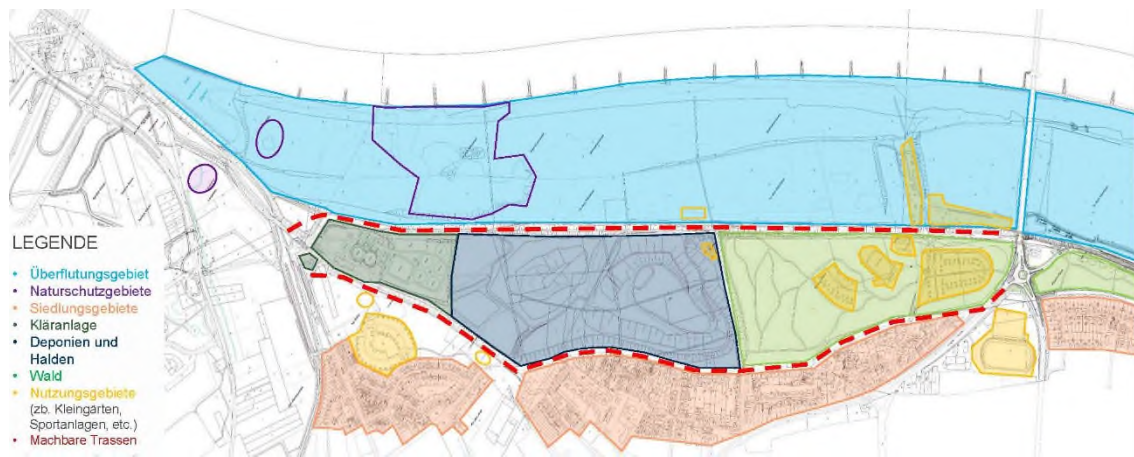 LEGENDE
• Überflutungsgebiet
• Naturschutzgebiete
• Siedlungsgebiete
• Kläranlage
• Deponien und
Halden
• Wald
• Nutzungsgebiete
(zb. Kleingärten,
Sportanlagen, etc.)
• Machbare Trassen